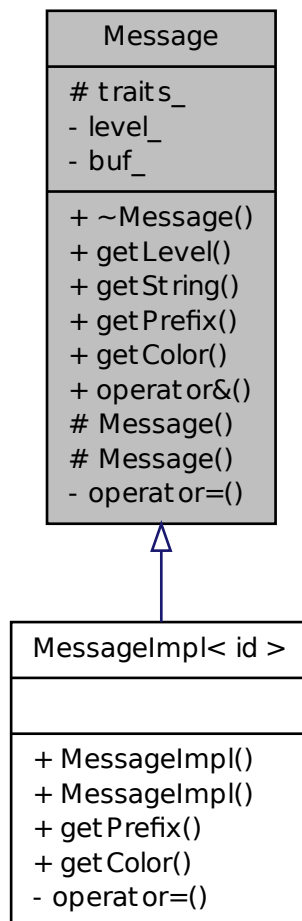 Message
# traits_
- level_
- buf_
+ ~Message()
+ getLevel()
+ getString()
+ getPrefix()
+ getColor()
+ operator&()
# Message()
# Message()
- operator=()
MessageImpl< id >
+ MessageImpl()
+ MessageImpl()
+ getPrefix()
+ getColor()
- operator=()